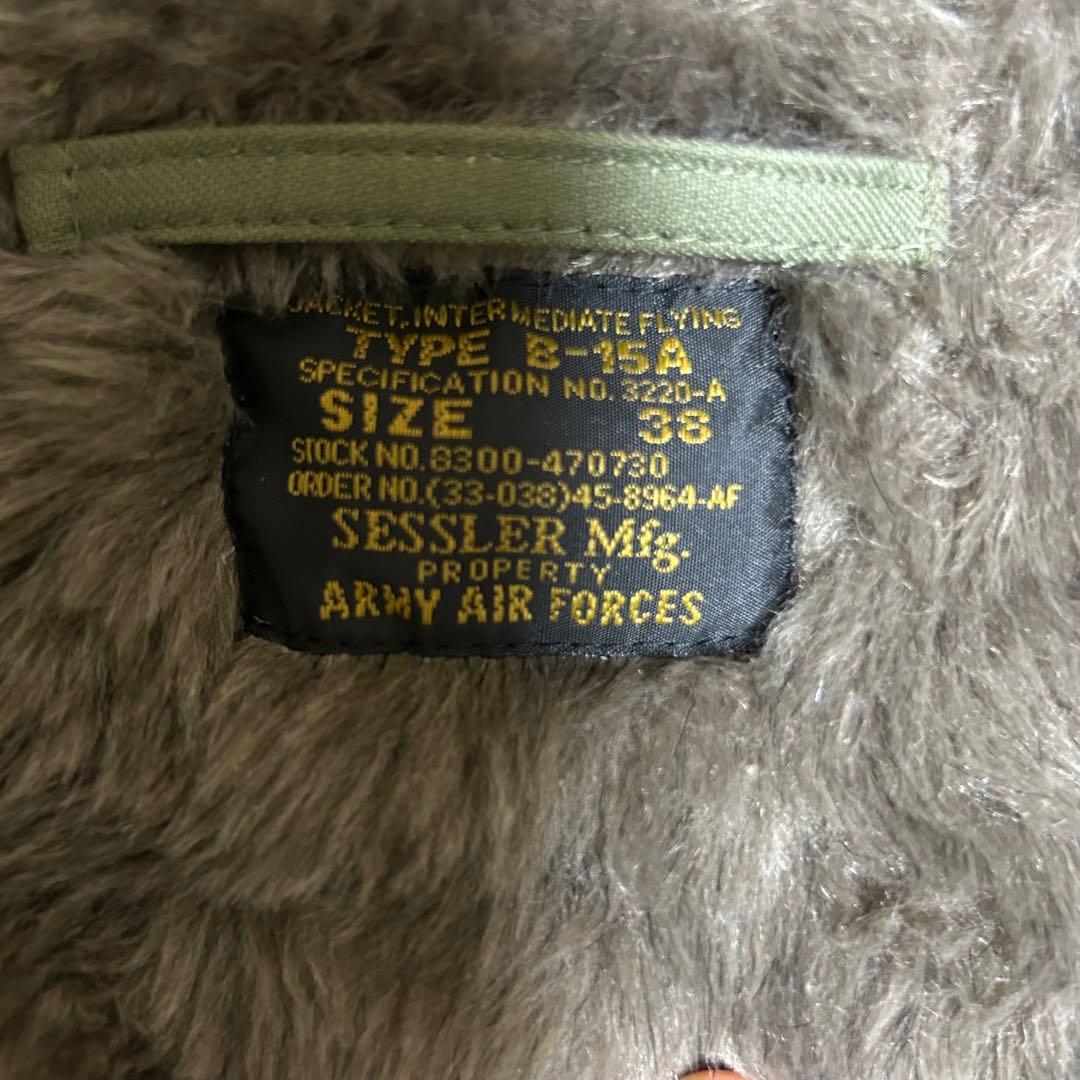 JACKET, INTERMEDIATE FLYING
TYPE B-15A
SPECIFICATION NO. 3220-A
SIZE 38
STOCK NO. 8300-470730
ORDER NO. (33-038)45-8964-AF
SESSLER Mfg.
PROPERTY
ARMY AIR FORCES